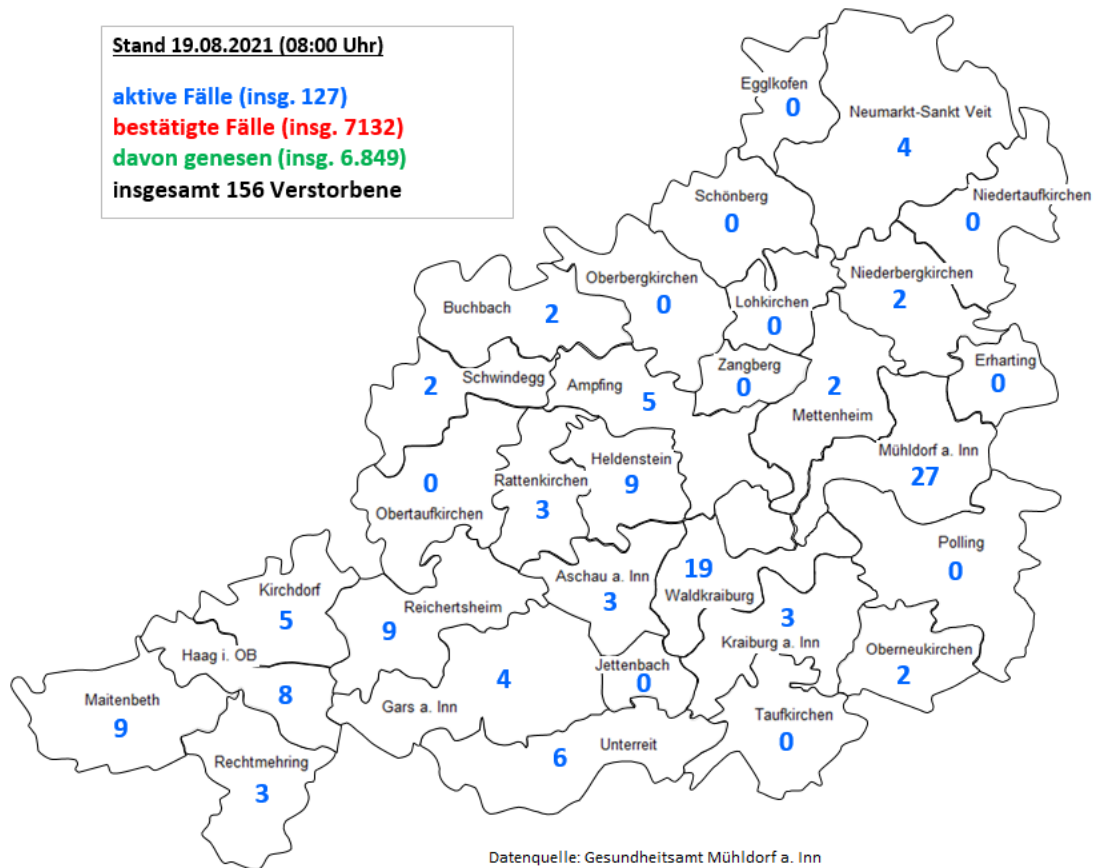 Stand 19.08.2021 (08:00 Uhr)
aktive Fälle (insg. 127)
bestätigte Fälle (insg. 7132)
davon genesen (insg. 6.849)
insgesamt 156 Verstorbene
Egglkofen
0
Neumarkt-Sankt Veit
4
Schönberg
0
Niedertaufkirchen
0
Oberbergkirchen
0
Lohkirchen
0
Niederbergkirchen
2
Buchbach
2
Schwindegg
2
Ampfing
5
Zangberg
0
2
Mettenheim
Erharting
0
Mühldorf a. Inn
27
0
Obertaufkirchen
Rattenkirchen
3
Heldenstein
9
Polling
0
Aschau a. Inn
3
19
Waldkraiburg
3
Kraiburg a. Inn
Kirchdorf
5
Reichertsheim
9
Haag i. OB
8
Jettenbach
0
Oberneukirchen
2
Maitenbeth
9
4
Gars a. Inn
Taufkirchen
0
Rechtmehring
3
6
Unterreit
Datenquelle: Gesundheitsamt Mühldorf a. Inn